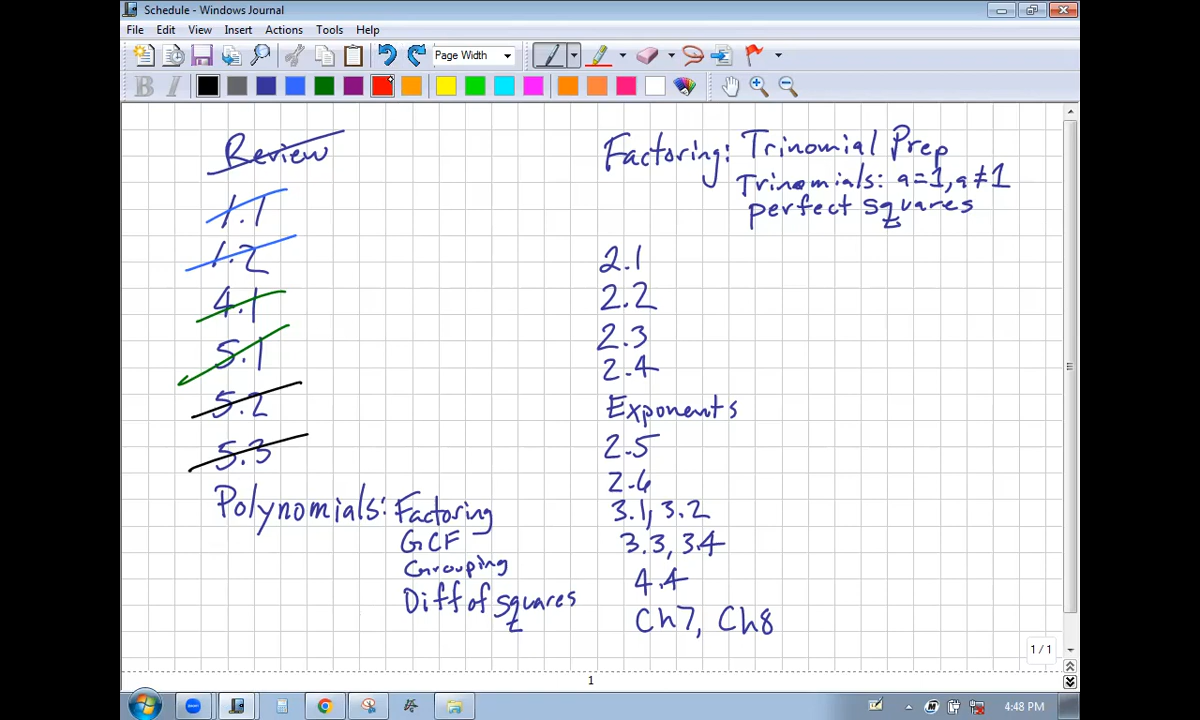 Schedule - Windows Journal
File Edit View Insert Actions Tools Help
Page Width
B I
Review
1.1
1.2
4.1
5.1
5.2
5.3
Polynomials: Factoring
GCF
Grouping
Diff of squares
Factoring: Trinomial Prep
Trinomials: a=1, a≠1
perfect squares
2.1
2.2
2.3
2.4
Exponents
2.5
2.6
3.1, 3.2
3.3, 3.4
4.4
Ch7, Ch8
1 / 1
1
4:48 PM